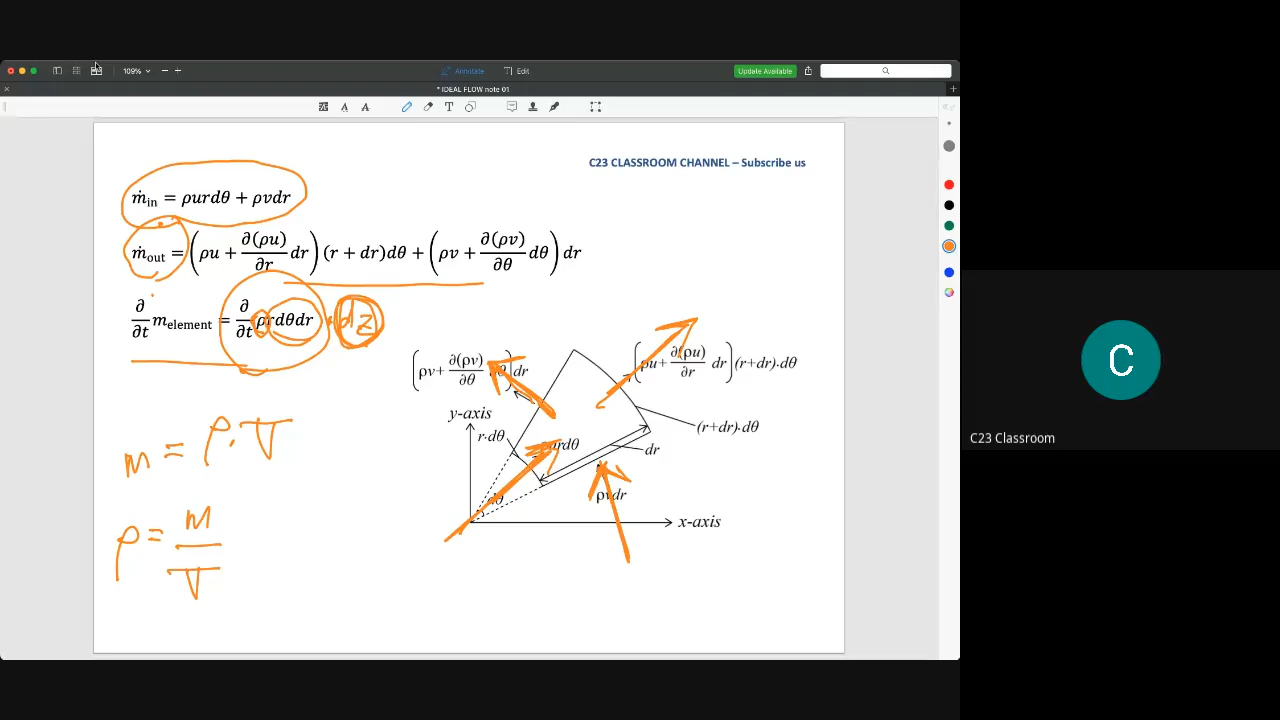 109%
Annotate
Edit
Update Available
* IDEAL FLOW note 01
C23 CLASSROOM CHANNEL – Subscribe us
ṁin = ρurdθ + ρvdr
ṁout = (ρu + ∂(ρu)/∂r dr) (r + dr)dθ + (ρv + ∂(ρv)/∂θ dθ) dr
∂/∂t melement = ∂/∂t ρrdθdr · dz
(ρv+ ∂(ρv)/∂θ dθ) dr
(ρu+ ∂(ρu)/∂r dr) (r+dr).dθ
y-axis
r·dθ
ρurdθ
(r+dr).dθ
dr
dθ
ρvdr
x-axis
m = ρ. V
ρ = m/V
C
C23 Classroom